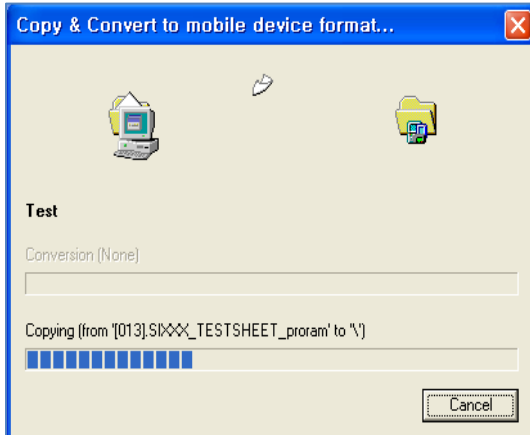 Copy & Convert to mobile device format...
Test
Conversion (None)
Copying (from '[013].SIXXX_TESTSHEET_proram' to '\')
Cancel